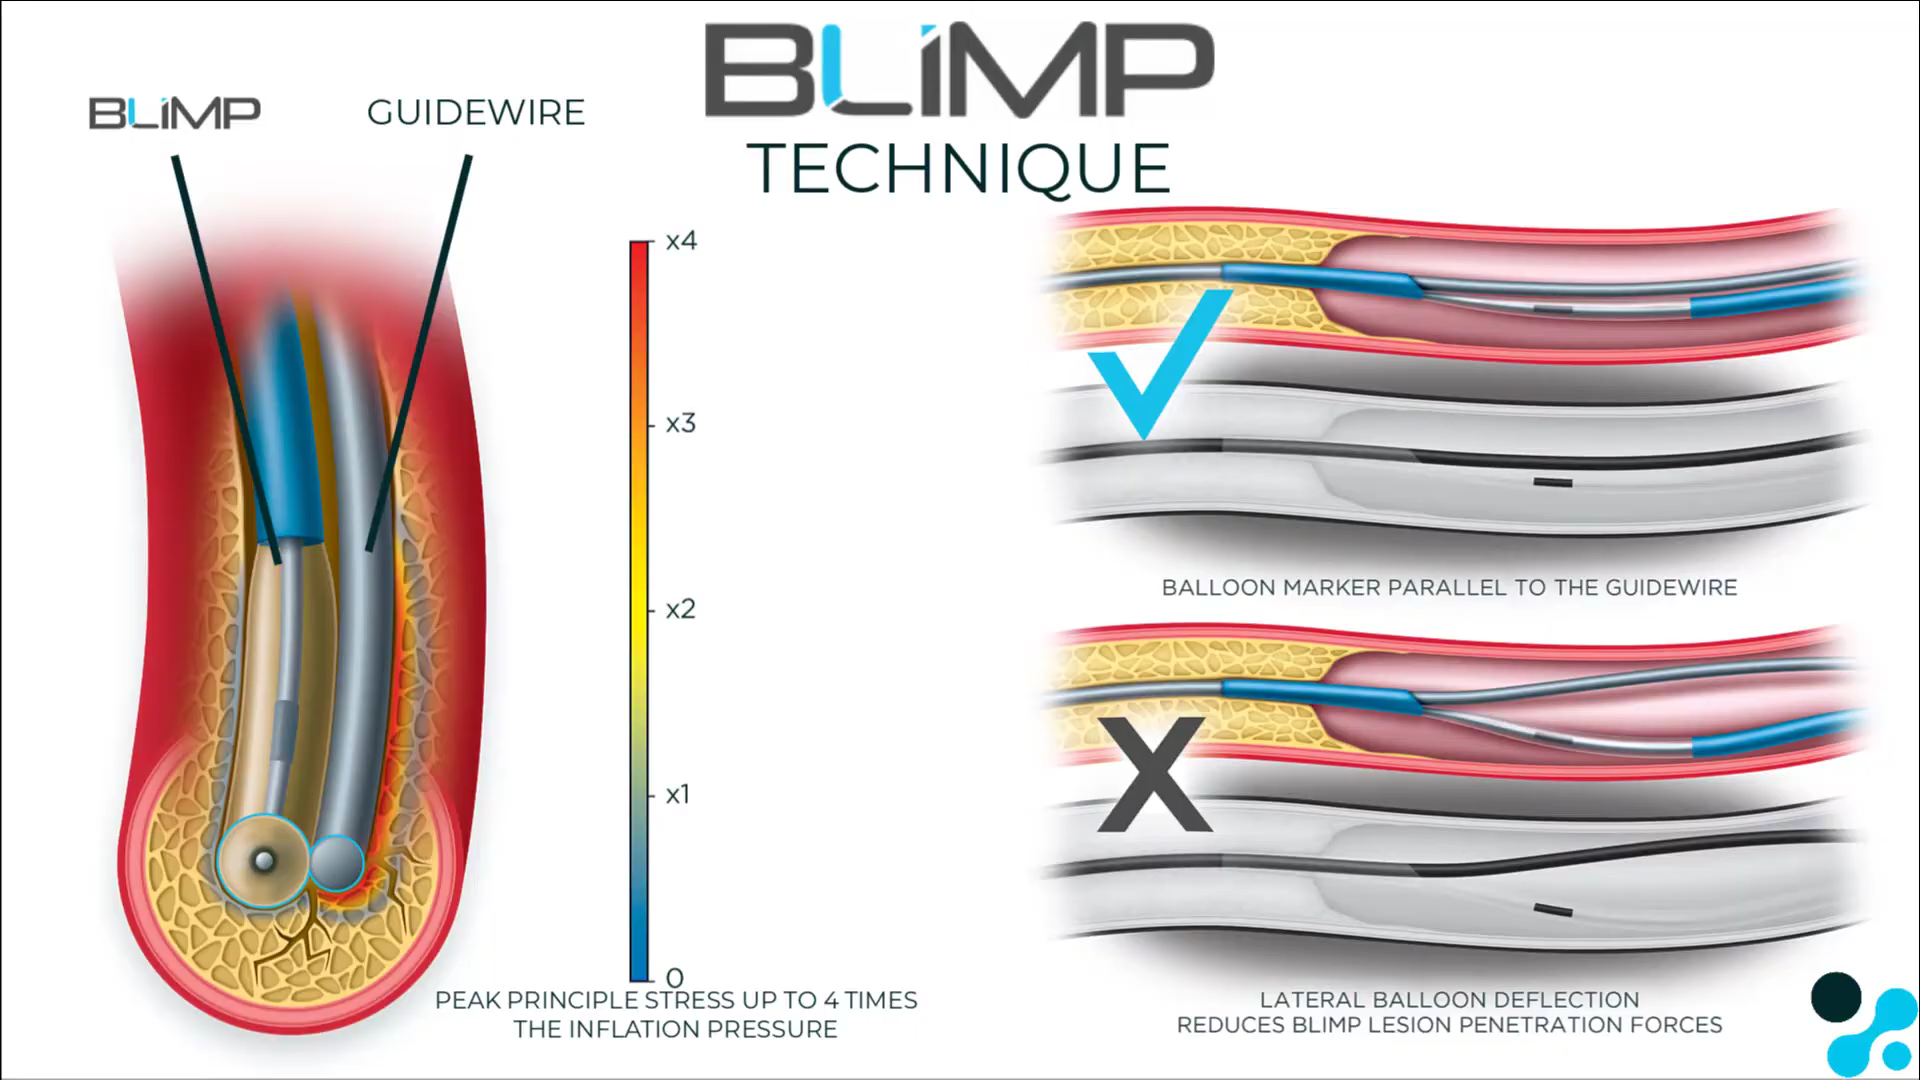 BLiMP
TECHNIQUE
BLiMP
GUIDEWIRE
x4
x3
x2
x1
0
PEAK PRINCIPLE STRESS UP TO 4 TIMES
THE INFLATION PRESSURE
BALLOON MARKER PARALLEL TO THE GUIDEWIRE
X
LATERAL BALLOON DEFLECTION
REDUCES BLIMP LESION PENETRATION FORCES